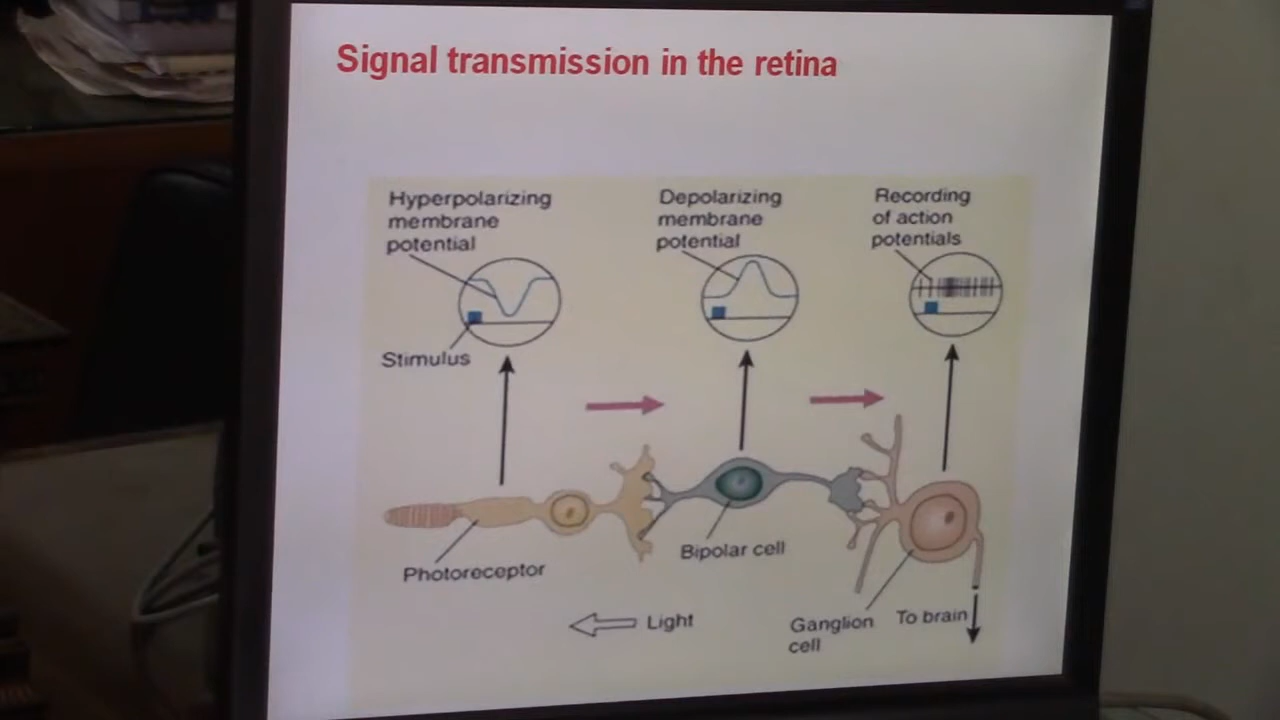 Signal transmission in the retina
Hyperpolarizing
membrane
potential
Depolarizing
membrane
potential
Recording
of action
potentials
Stimulus
Photoreceptor
Bipolar cell
Light
Ganglion
cell
To brain